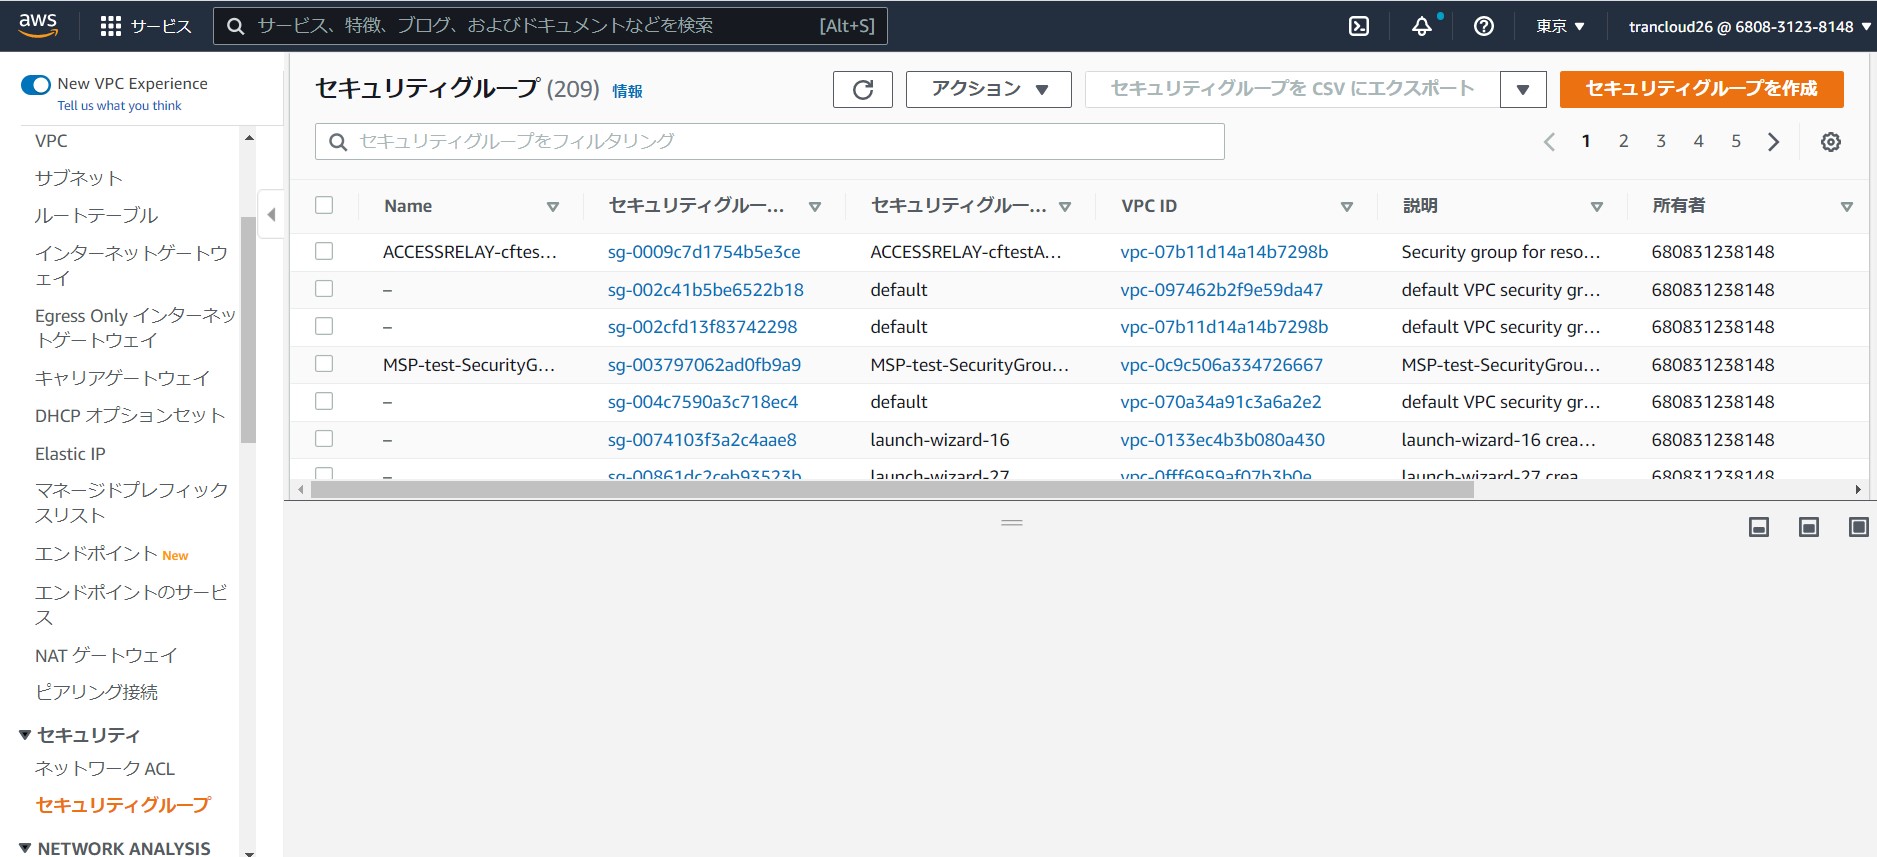 aws
サービス
サービス、特徴、ブログ、およびドキュメントなどを検索 [Alt+S]
東京 ▼
trancloud26 @ 6808-3123-8148 ▼
New VPC Experience
Tell us what you think
VPC
サブネット
ルートテーブル
インターネットゲートウ
ェイ
Egress Only インターネッ
トゲートウェイ
キャリアゲートウェイ
DHCP オプションセット
Elastic IP
マネージドプレフィック
スリスト
エンドポイント New
エンドポイントのサービ
ス
NAT ゲートウェイ
ピアリング接続
▼ セキュリティ
ネットワーク ACL
セキュリティグループ
▼ NETWORK ANALYSIS
セキュリティグループ (209) 情報
アクション ▼
セキュリティグループを CSV にエクスポート ▼
セキュリティグループを作成
セキュリティグループをフィルタリング
1 2 3 4 5
Name セキュリティグルー... セキュリティグルー... VPC ID 説明 所有者
ACCESSRELAY-cftes... sg-0009c7d1754b5e3ce ACCESSRELAY-cftestA... vpc-07b11d14a14b7298b Security group for reso... 680831238148
– sg-002c41b5be6522b18 default vpc-097462b2f9e59da47 default VPC security gr... 680831238148
– sg-002cfd13f83742298 default vpc-07b11d14a14b7298b default VPC security gr... 680831238148
MSP-test-SecurityG... sg-003797062ad0fb9a9 MSP-test-SecurityGrou... vpc-0c9c506a334726667 MSP-test-SecurityGrou... 680831238148
– sg-004c7590a3c718ec4 default vpc-070a34a91c3a6a2e2 default VPC security gr... 680831238148
– sg-0074103f3a2c4aae8 launch-wizard-16 vpc-0133ec4b3b080a430 launch-wizard-16 crea... 680831238148
– sg-00861dc2ceb93523b launch-wizard-27 vpc-0fff6959af07b3b0e launch-wizard-27 crea 680831238148